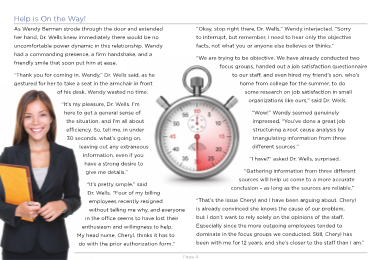 Help is On the Way!
As Wendy Berman strode through the door and extended
her hand, Dr. Wells knew immediately there would be no
uncomfortable power dynamic in this relationship. Wendy
had a commanding presence, a firm handshake, and a
friendly smile that soon put him at ease.
"Thank you for coming in, Wendy," Dr. Wells said, as he
gestured for her to take a seat in the armchair in front
of his desk. Wendy wasted no time.
"It's my pleasure, Dr. Wells. I'm
here to get a general sense of
the situation, and I'm all about
efficiency. So, tell me, in under
30 seconds, what's going on,
leaving out any extraneous
information, even if you
have a strong desire to
give me details."
"It's pretty simple," said
Dr. Wells. "Four of my telling
employees recently resigned
without telling me why, and everyone
in the office seems to have lost their
enthusiasm and willingness to help.
My head nurse, Cheryl, thinks it has to
do with the prior authorization form."
"Okay, stop right there, Dr. Wells," Wendy interjected. "Sorry
to interrupt, but remember, I need to hear only the objective
facts, not what you or anyone else believes or thinks."
"We are trying to be objective. We have already conducted two
focus groups, handed out a job satisfaction questionnaire
to our staff, and even hired my friend's son, who's
home from college for the summer, to do
some research on job satisfaction in small
organizations like ours," said Dr. Wells.
"Wow!" Wendy seemed genuinely
impressed. "You've done a great job
structuring a root cause analysis by
triangulating information from three
different sources."
"I have?" asked Dr. Wells, surprised.
"Gathering information from three different
sources will help us come to a more accurate
conclusion – as long as the sources are reliable."
"That's the issue Cheryl and I have been arguing about. Cheryl
is already convinced she knows the cause of our problem,
but I don't want to rely solely on the opinions of the staff.
Especially since the more outgoing employees tended to
dominate in the focus groups we conducted. Still, Cheryl has
been with me for 12 years, and she's closer to the staff than I am."
Page 4